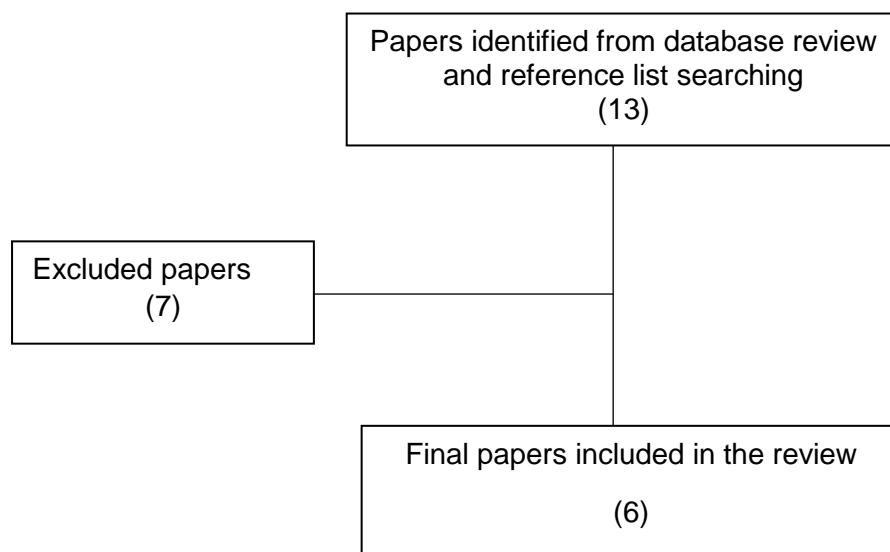 Papers identified from database review
and reference list searching
(13)
Excluded papers
(7)
Final papers included in the review
(6)